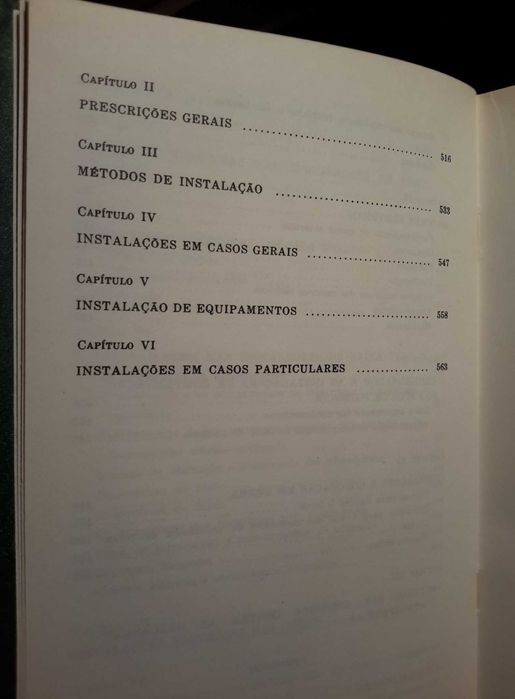 CAPÍTULO II
PRESCRIÇÕES GERAIS ........................................ 516
CAPÍTULO III
MÉTODOS DE INSTALAÇÃO ................................. 533
CAPÍTULO IV
INSTALAÇÕES EM CASOS GERAIS .......................... 547
CAPÍTULO V
INSTALAÇÃO DE EQUIPAMENTOS .......................... 558
CAPÍTULO VI
INSTALAÇÕES EM CASOS PARTICULARES ............... 563